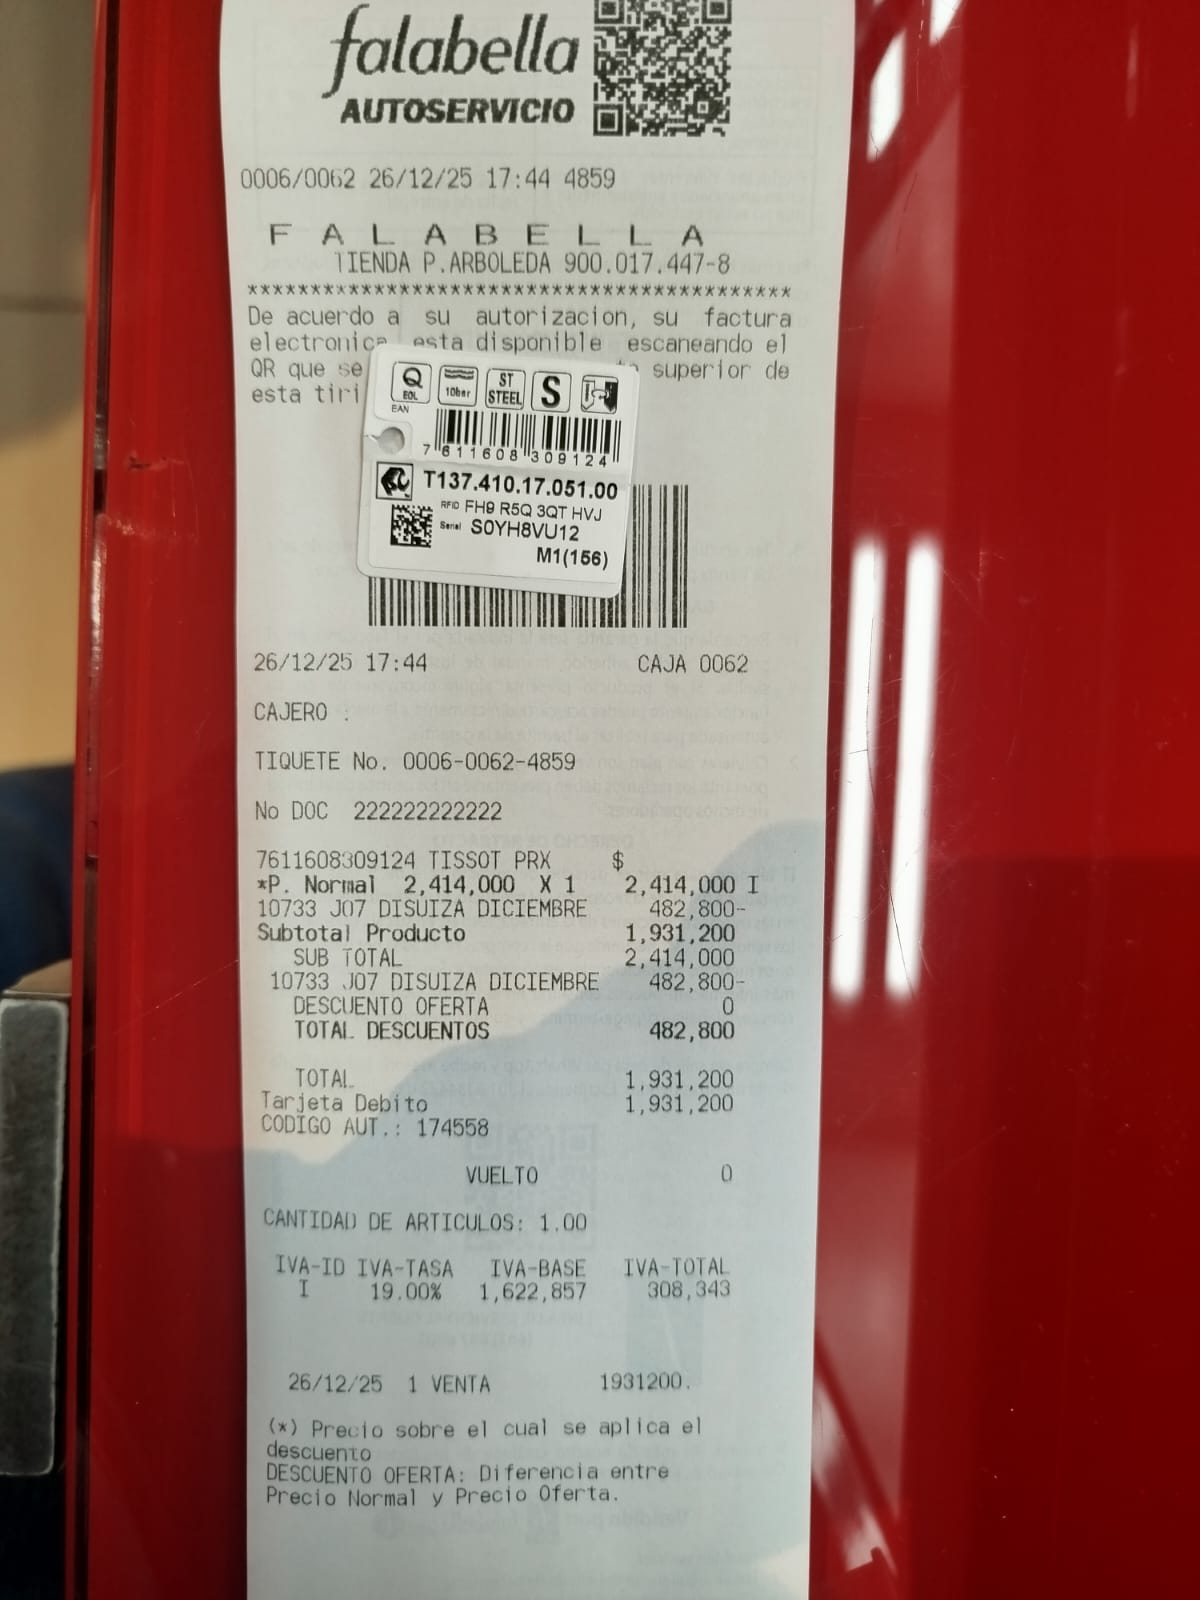 falabella
AUTOSERVICIO
0006/0062 26/12/25 17:44 4859
F A L A B E L L A
TIENDA P.ARBOLEDA 900.017.447-8
*******************************************
De acuerdo a su autorizacion, su factura
electronica esta disponible escaneando el
QR que se superior de
esta tiri
Q EOL 10bar ST STEEL S
EAN
7 611608 309124
T137.410.17.051.00
RFID FH9 R5Q 3QT HVJ
Serial S0YH8VU12
M1(156)
26/12/25 17:44 CAJA 0062
CAJERO :
TIQUETE No. 0006-0062-4859
No DOC 222222222222
7611608309124 TISSOT PRX $
*P. Normal 2,414,000 X 1 2,414,000 I
10733 J07 DISUIZA DICIEMBRE 482,800-
Subtotal Producto 1,931,200
SUB TOTAL 2,414,000
10733 J07 DISUIZA DICIEMBRE 482,800-
DESCUENTO OFERTA 0
TOTAL DESCUENTOS 482,800
TOTAL 1,931,200
Tarjeta Debito 1,931,200
CODIGO AUT.: 174558
VUELTO 0
CANTIDAD DE ARTICULOS: 1.00
IVA-ID IVA-TASA IVA-BASE IVA-TOTAL
I 19.00% 1,622,857 308,343
26/12/25 1 VENTA 1931200.
(*) Precio sobre el cual se aplica el
descuento
DESCUENTO OFERTA: Diferencia entre
Precio Normal y Precio Oferta.